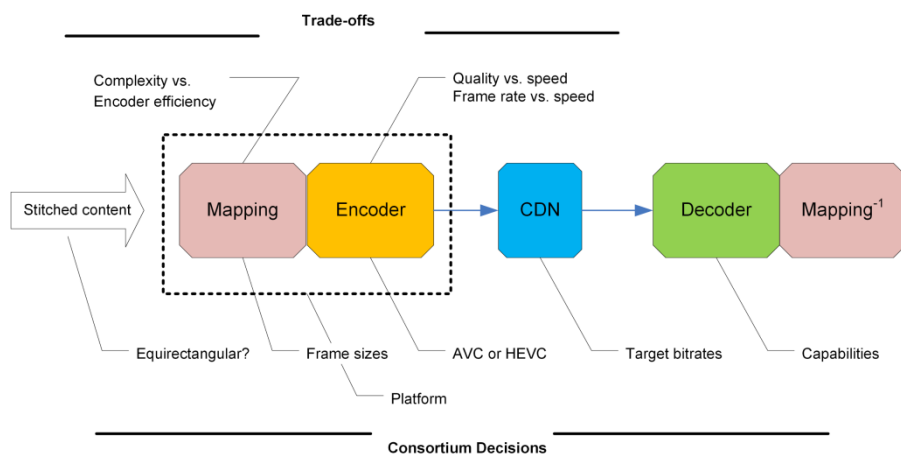 Trade-offs
Complexity vs.
Encoder efficiency
Quality vs. speed
Frame rate vs. speed
Stitched content
Mapping
Encoder
CDN
Decoder
Mapping⁻¹
Equirectangular?
Frame sizes
AVC or HEVC
Target bitrates
Capabilities
Platform
Consortium Decisions